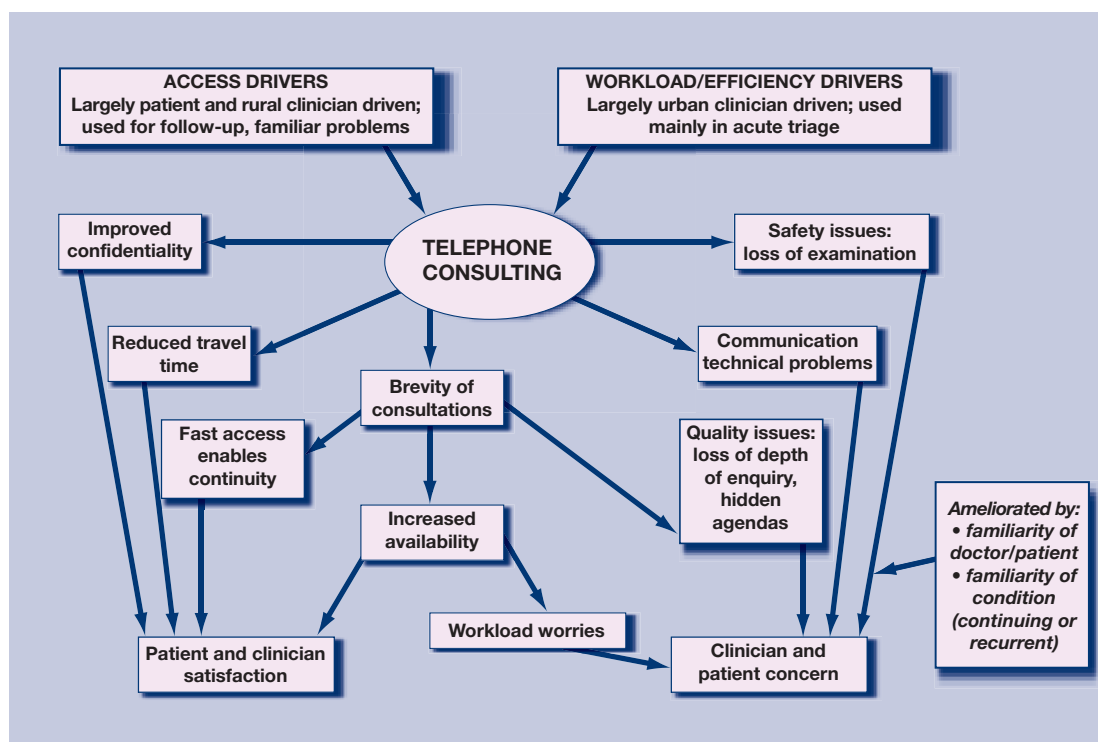 ACCESS DRIVERS
Largely patient and rural clinician driven;
used for follow-up, familiar problems
WORKLOAD/EFFICIENCY DRIVERS
Largely urban clinician driven; used
mainly in acute triage
Improved
confidentiality
TELEPHONE
CONSULTING
Safety issues:
loss of examination
Reduced travel
time
Communication
technical problems
Brevity of
consultations
Fast access
enables
continuity
Quality issues:
loss of depth
of enquiry,
hidden
agendas
Increased
availability
Ameliorated by:
• familiarity of
doctor/patient
• familiarity of
condition
(continuing or
recurrent)
Workload worries
Patient and clinician
satisfaction
Clinician and
patient concern